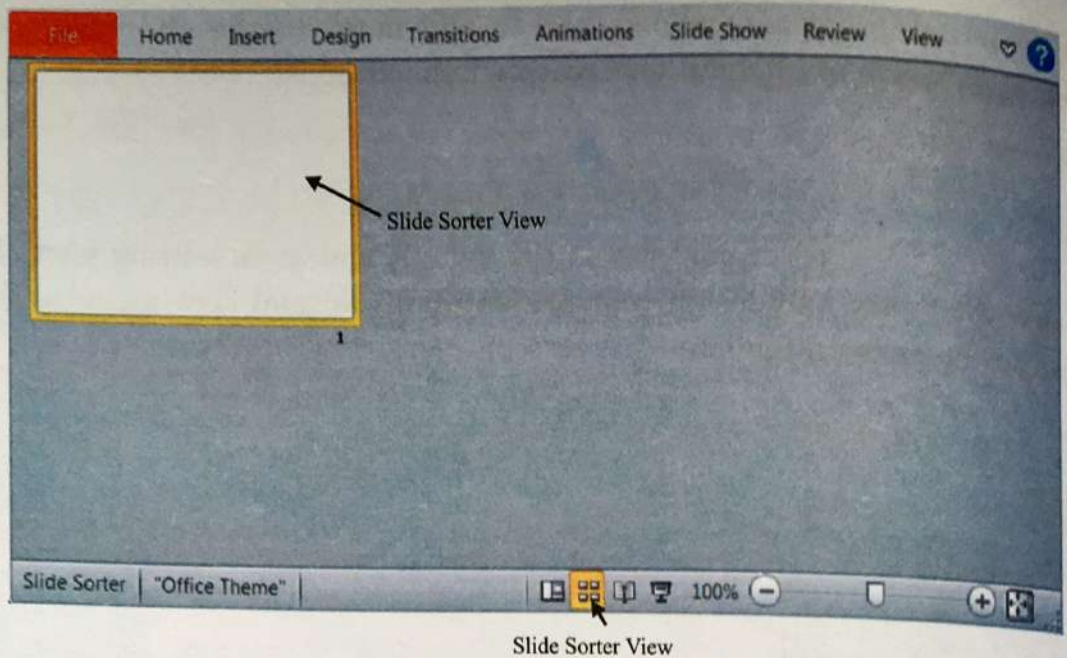 File Home Insert Design Transitions Animations Slide Show Review View ?
Slide Sorter View
1
Slide Sorter "Office Theme" 100%
Slide Sorter View